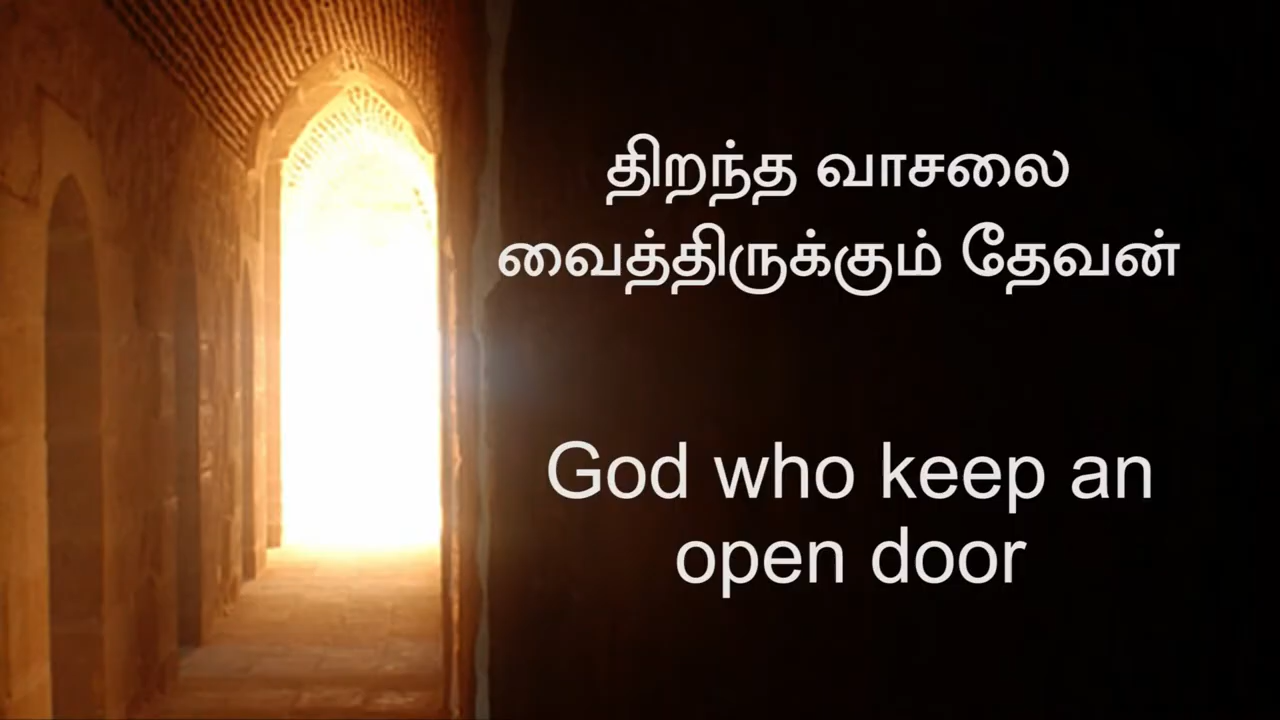 திறந்த வாசலை
வைத்திருக்கும் தேவன்
God who keep an
open door